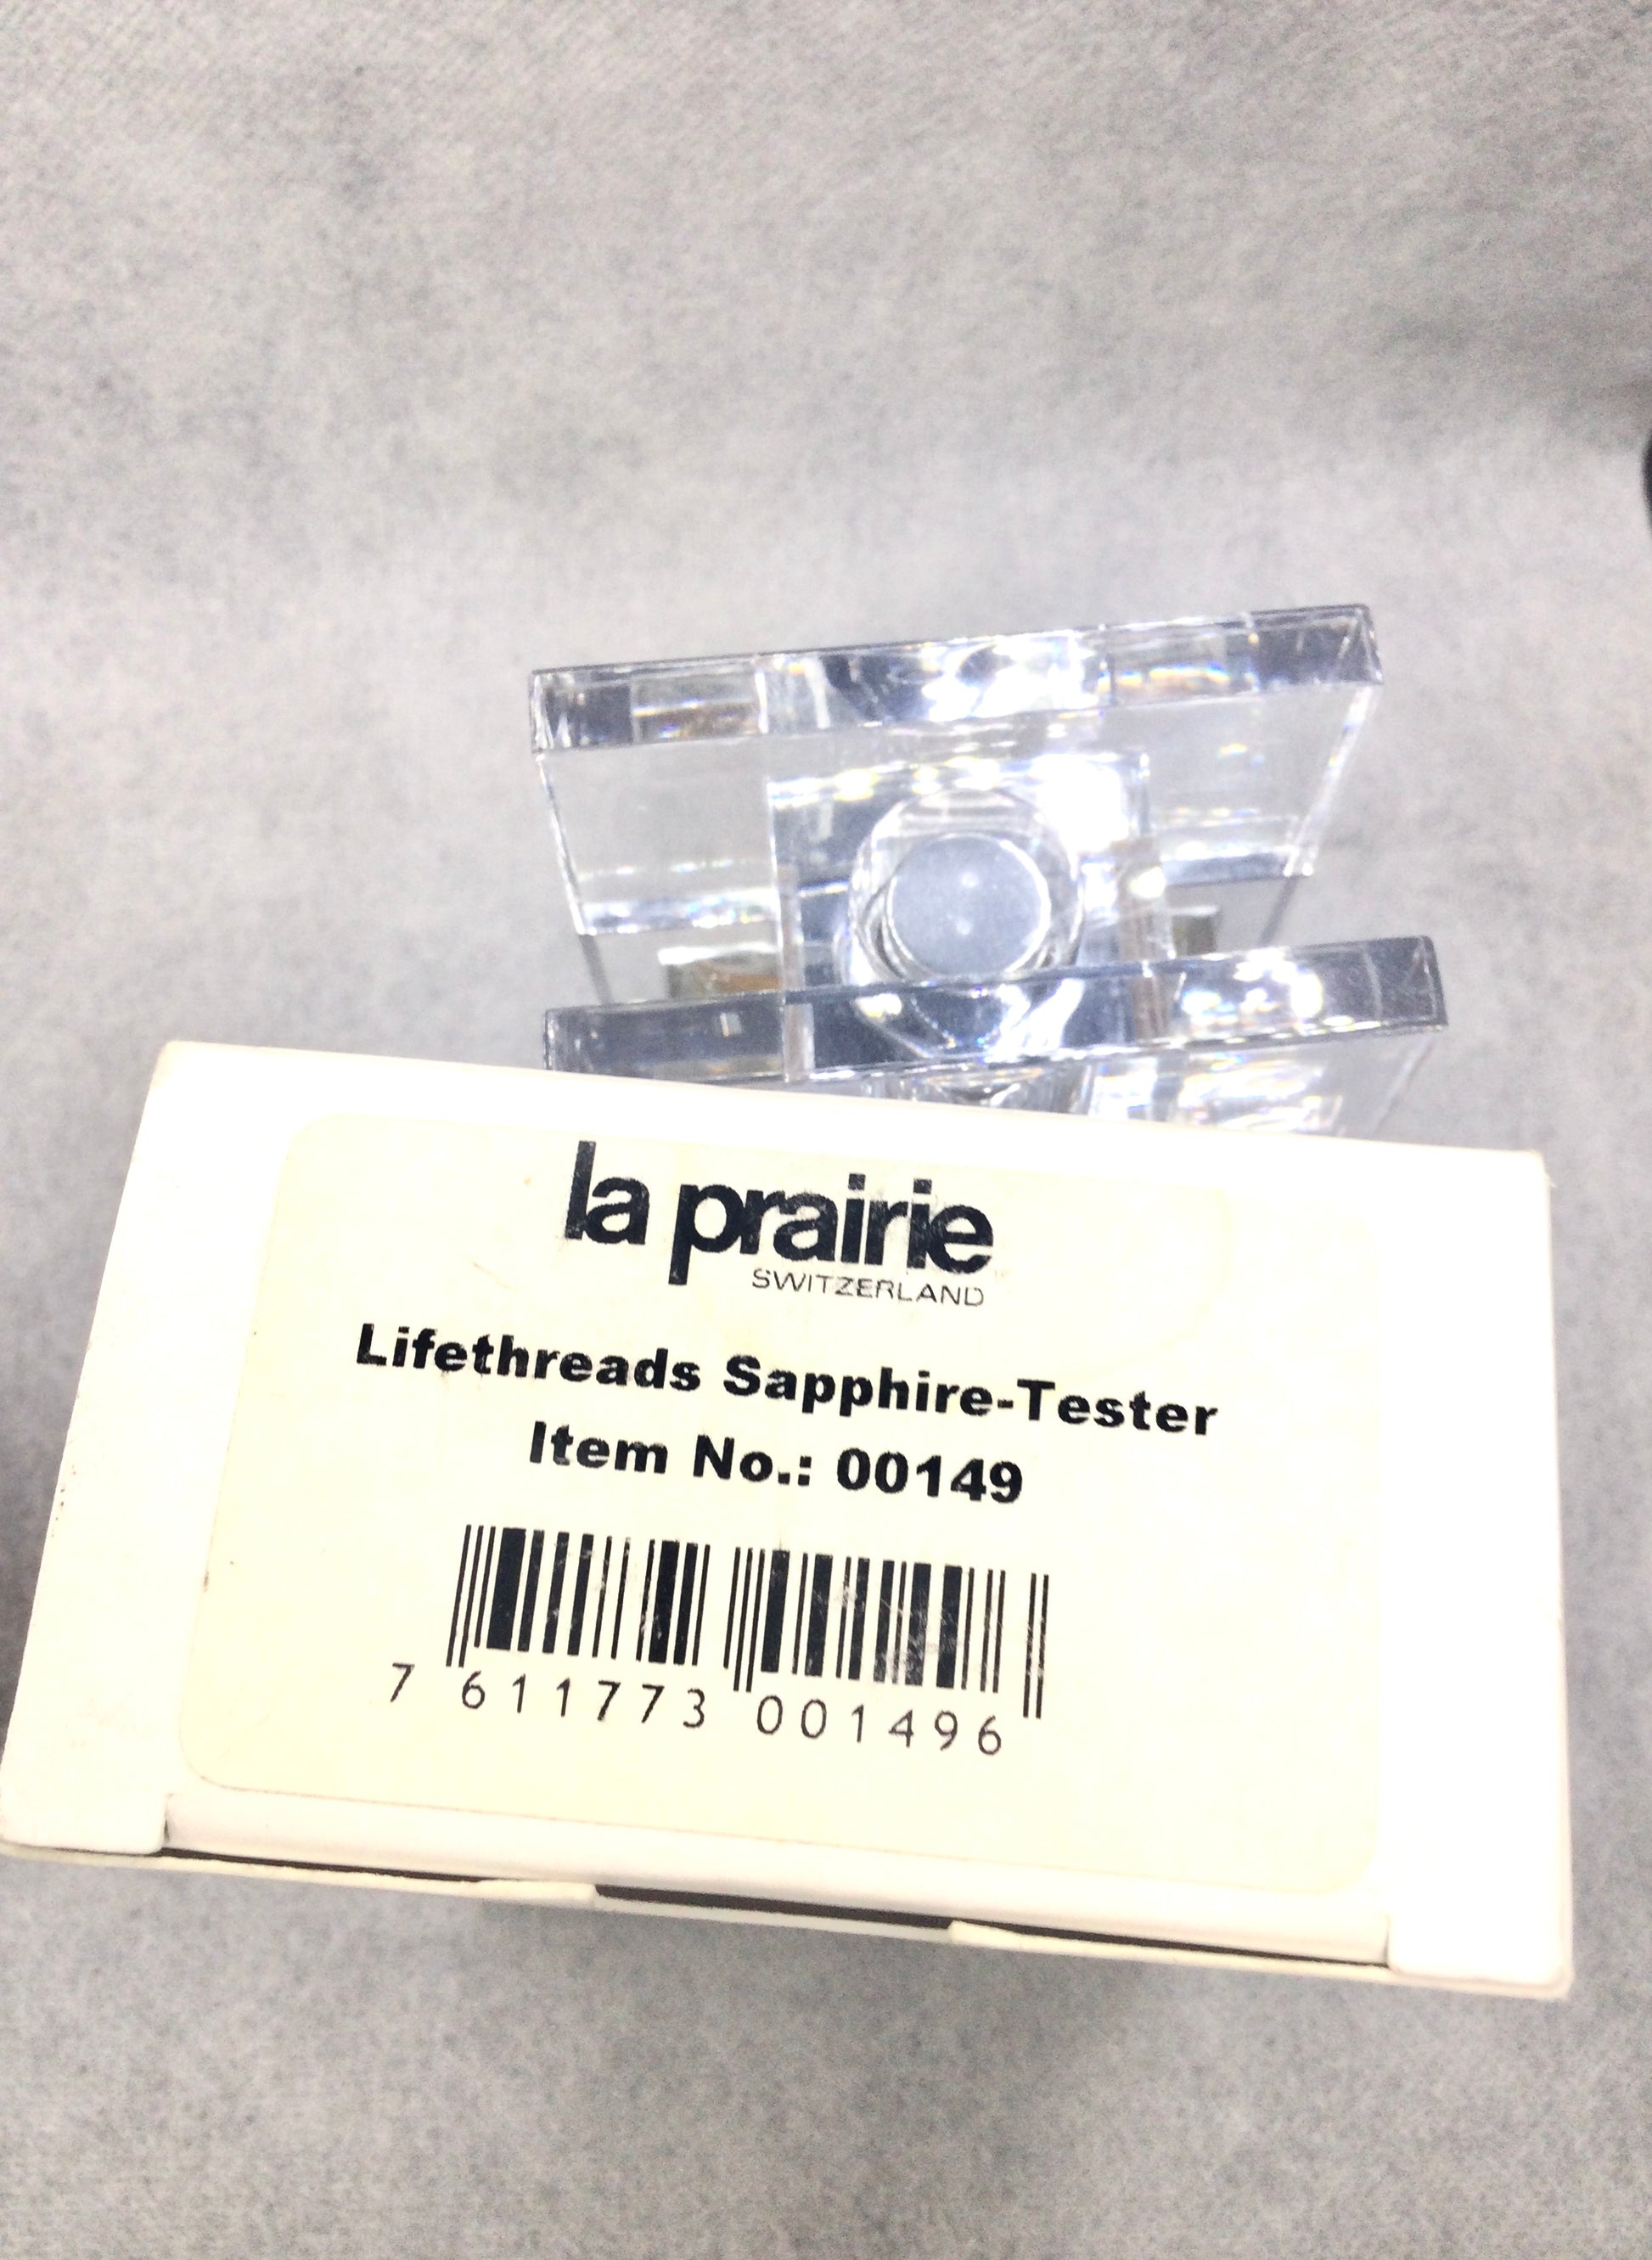 la prairie
SWITZERLAND
Lifethreads Sapphire-Tester
Item No.: 00149
7 611773 001496